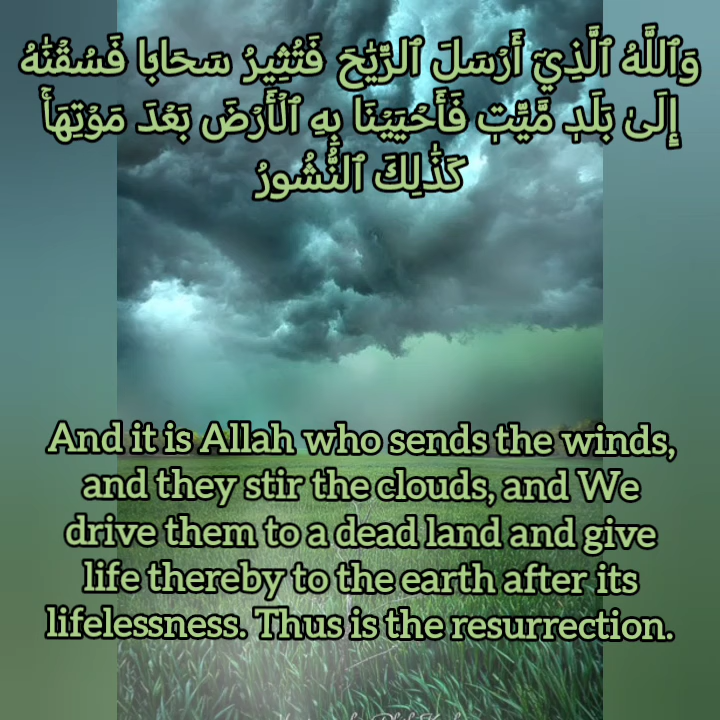 وَٱللَّهُ ٱلَّذِيٓ أَرۡسَلَ ٱلرِّيَٰحَ فَتُثِيرُ سَحَابٗا فَسُقۡنَٰهُ
إِلَىٰ بَلَدٖ مَّيِّتٖ فَأَحۡيَيۡنَا بِهِ ٱلۡأَرۡضَ بَعۡدَ مَوۡتِهَاۚ
كَذَٰلِكَ ٱلنُّشُورُ
And it is Allah who sends the winds,
and they stir the clouds, and We
drive them to a dead land and give
life thereby to the earth after its
lifelessness. Thus is the resurrection.